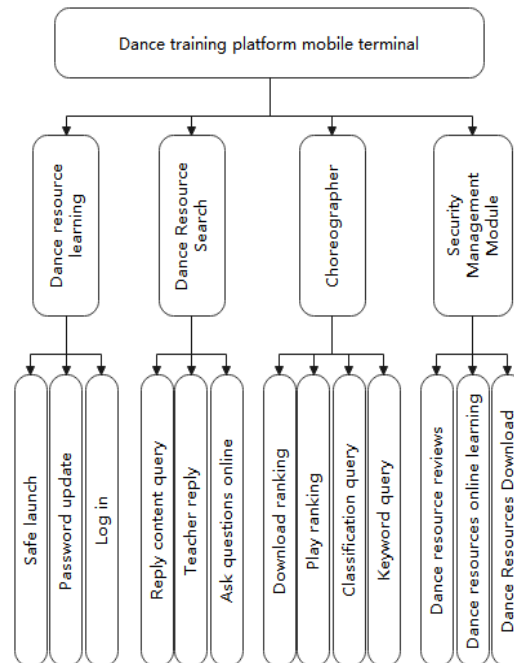 Dance training platform mobile terminal
Dance resource
learning
Dance Resource
Search
Choreographer
Security
Management
Module
Safe launch
Password update
Log in
Reply content query
Teacher reply
Ask questions online
Download ranking
Play ranking
Classification query
Keyword query
Dance resource reviews
Dance resources online learning
Dance Resources Download